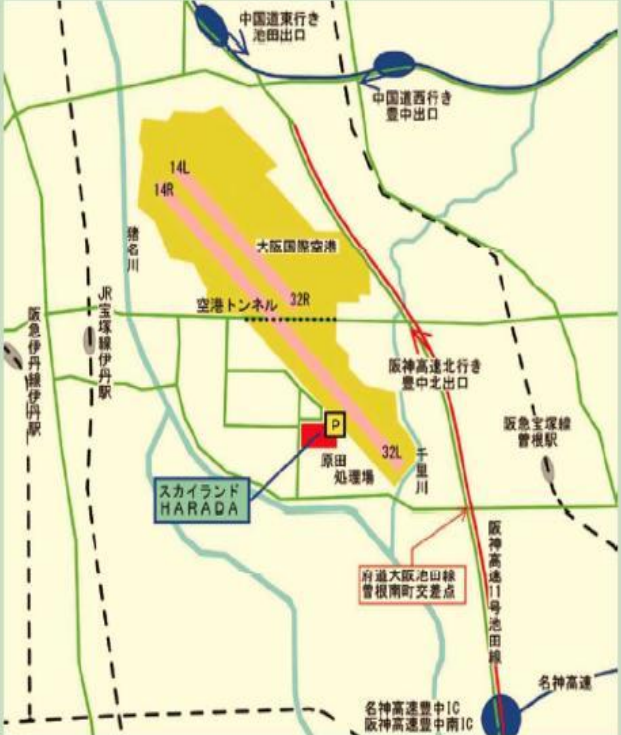 中国道東行き
池田出口
中国道西行き
豊中出口
14L
14R
大阪国際空港
猪名川
空港トンネル
32R
JR宝塚線伊丹駅
阪急伊丹線伊丹駅
阪神高速北行き
豊中北出口
阪急宝塚線
曽根駅
P
32L
千里川
原田
処理場
スカイランド
HARADA
府道大阪池田線
曽根南町交差点
阪神高速11号池田線
名神高速
名神高速豊中IC
阪神高速豊中南IC